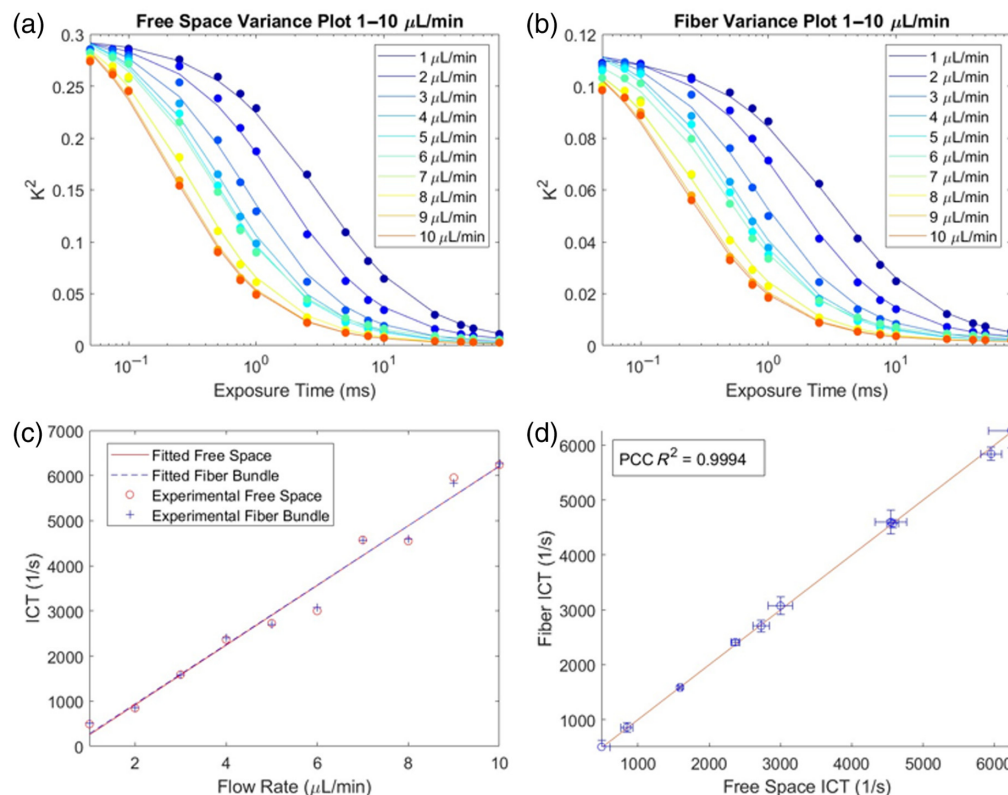 (a)
Free Space Variance Plot 1–10 μL/min
K²
0.3
0.25
0.2
0.15
0.1
0.05
0
10⁻¹ 10⁰ 10¹
Exposure Time (ms)
1 μL/min
2 μL/min
3 μL/min
4 μL/min
5 μL/min
6 μL/min
7 μL/min
8 μL/min
9 μL/min
10 μL/min
(b)
Fiber Variance Plot 1–10 μL/min
K²
0.12
0.1
0.08
0.06
0.04
0.02
0
10⁻¹ 10⁰ 10¹
Exposure Time (ms)
1 μL/min
2 μL/min
3 μL/min
4 μL/min
5 μL/min
6 μL/min
7 μL/min
8 μL/min
9 μL/min
10 μL/min
(c)
ICT (1/s)
7000
6000
5000
4000
3000
2000
1000
0
2 4 6 8 10
Flow Rate (μL/min)
Fitted Free Space
Fitted Fiber Bundle
Experimental Free Space
Experimental Fiber Bundle
(d)
Fiber ICT (1/s)
6000
5000
4000
3000
2000
1000
1000 2000 3000 4000 5000 6000
Free Space ICT (1/s)
PCC R² = 0.9994